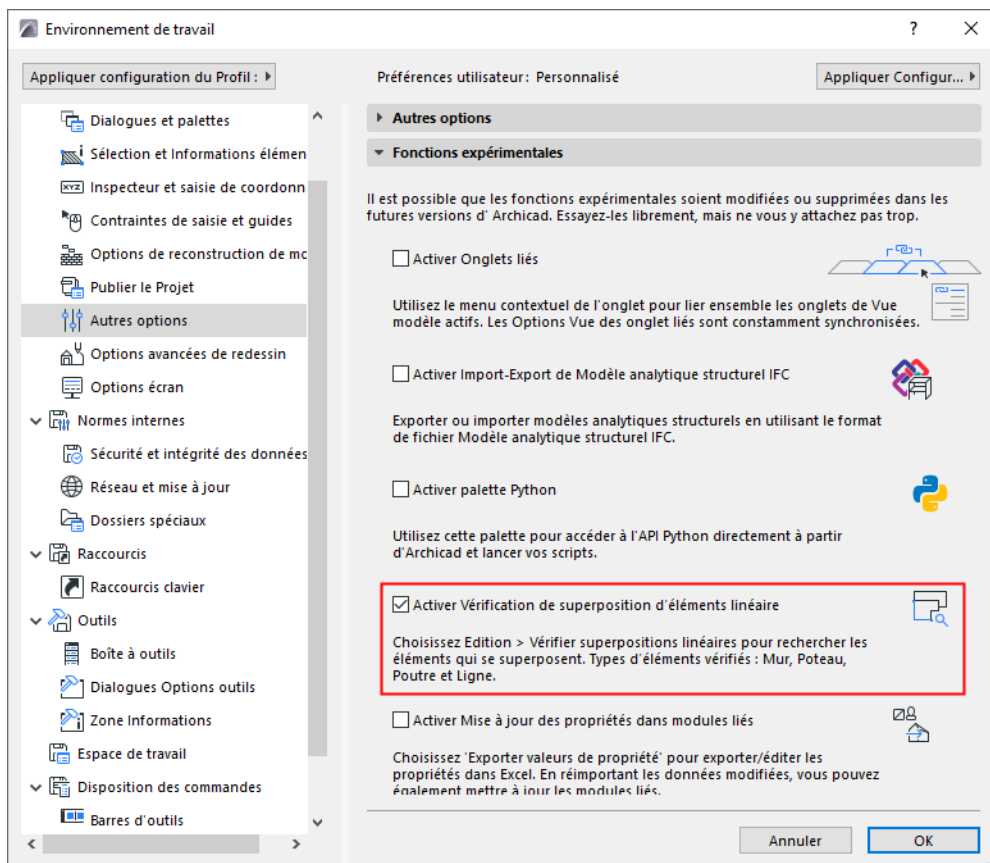 Environnement de travail
? ×
Appliquer configuration du Profil :
Préférences utilisateur : Personnalisé
Appliquer Configur...
Dialogues et palettes
Sélection et Informations élémen
XYZ
Inspecteur et saisie de coordonn
Contraintes de saisie et guides
Options de reconstruction de mc
Publier le Projet
Autres options
Options avancées de redessin
Options écran
Normes internes
Sécurité et intégrité des données
Réseau et mise à jour
Dossiers spéciaux
Raccourcis
Raccourcis clavier
Outils
Boîte à outils
Dialogues Options outils
Zone Informations
Espace de travail
Disposition des commandes
Barres d'outils
Autres options
Fonctions expérimentales
Il est possible que les fonctions expérimentales soient modifiées ou supprimées dans les
futures versions d' Archicad. Essayez-les librement, mais ne vous y attachez pas trop.
Activer Onglets liés
Utilisez le menu contextuel de l'onglet pour lier ensemble les onglets de Vue
modèle actifs. Les Options Vue des onglet liés sont constamment synchronisées.
Activer Import-Export de Modèle analytique structurel IFC
Exporter ou importer modèles analytiques structurels en utilisant le format
de fichier Modèle analytique structurel IFC.
Activer palette Python
Utilisez cette palette pour accéder à l'API Python directement à partir
d'Archicad et lancer vos scripts.
Activer Vérification de superposition d'éléments linéaire
Choisissez Edition > Vérifier superpositions linéaires pour rechercher les
éléments qui se superposent. Types d'éléments vérifiés : Mur, Poteau,
Poutre et Ligne.
Activer Mise à jour des propriétés dans modules liés
Choisissez 'Exporter valeurs de propriété' pour exporter/éditer les
propriétés dans Excel. En réimportant les données modifiées, vous pouvez
également mettre à jour les modules liés.
Annuler
OK